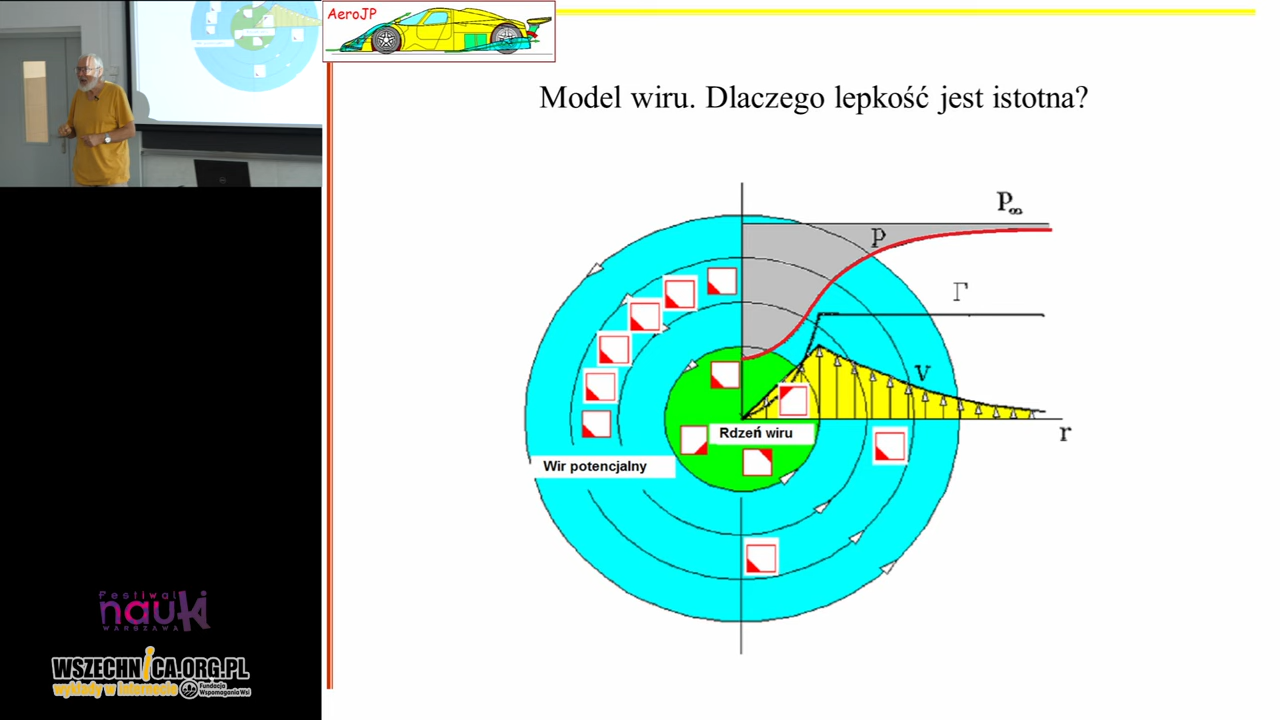 AeroJP
Model wiru. Dlaczego lepkość jest istotna?
P∞
p
Γ
v
r
Rdzeń wiru
Wir potencjalny
Festiwal
nauki
WARSZAWA
WSZECHNICA.ORG.PL
wykłady w internecie
Fundacja
Wspomagania Wsi